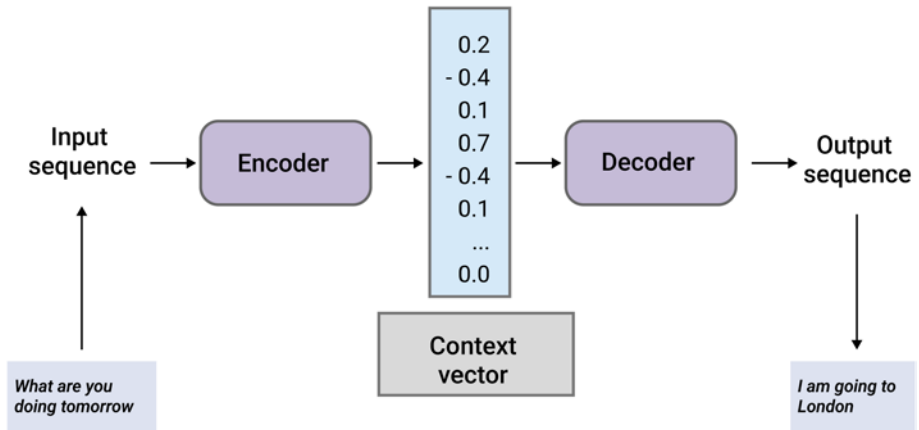 Input
sequence
Encoder
0.2
- 0.4
0.1
0.7
- 0.4
0.1
...
0.0
Decoder
Output
sequence
Context
vector
What are you
doing tomorrow
I am going to
London